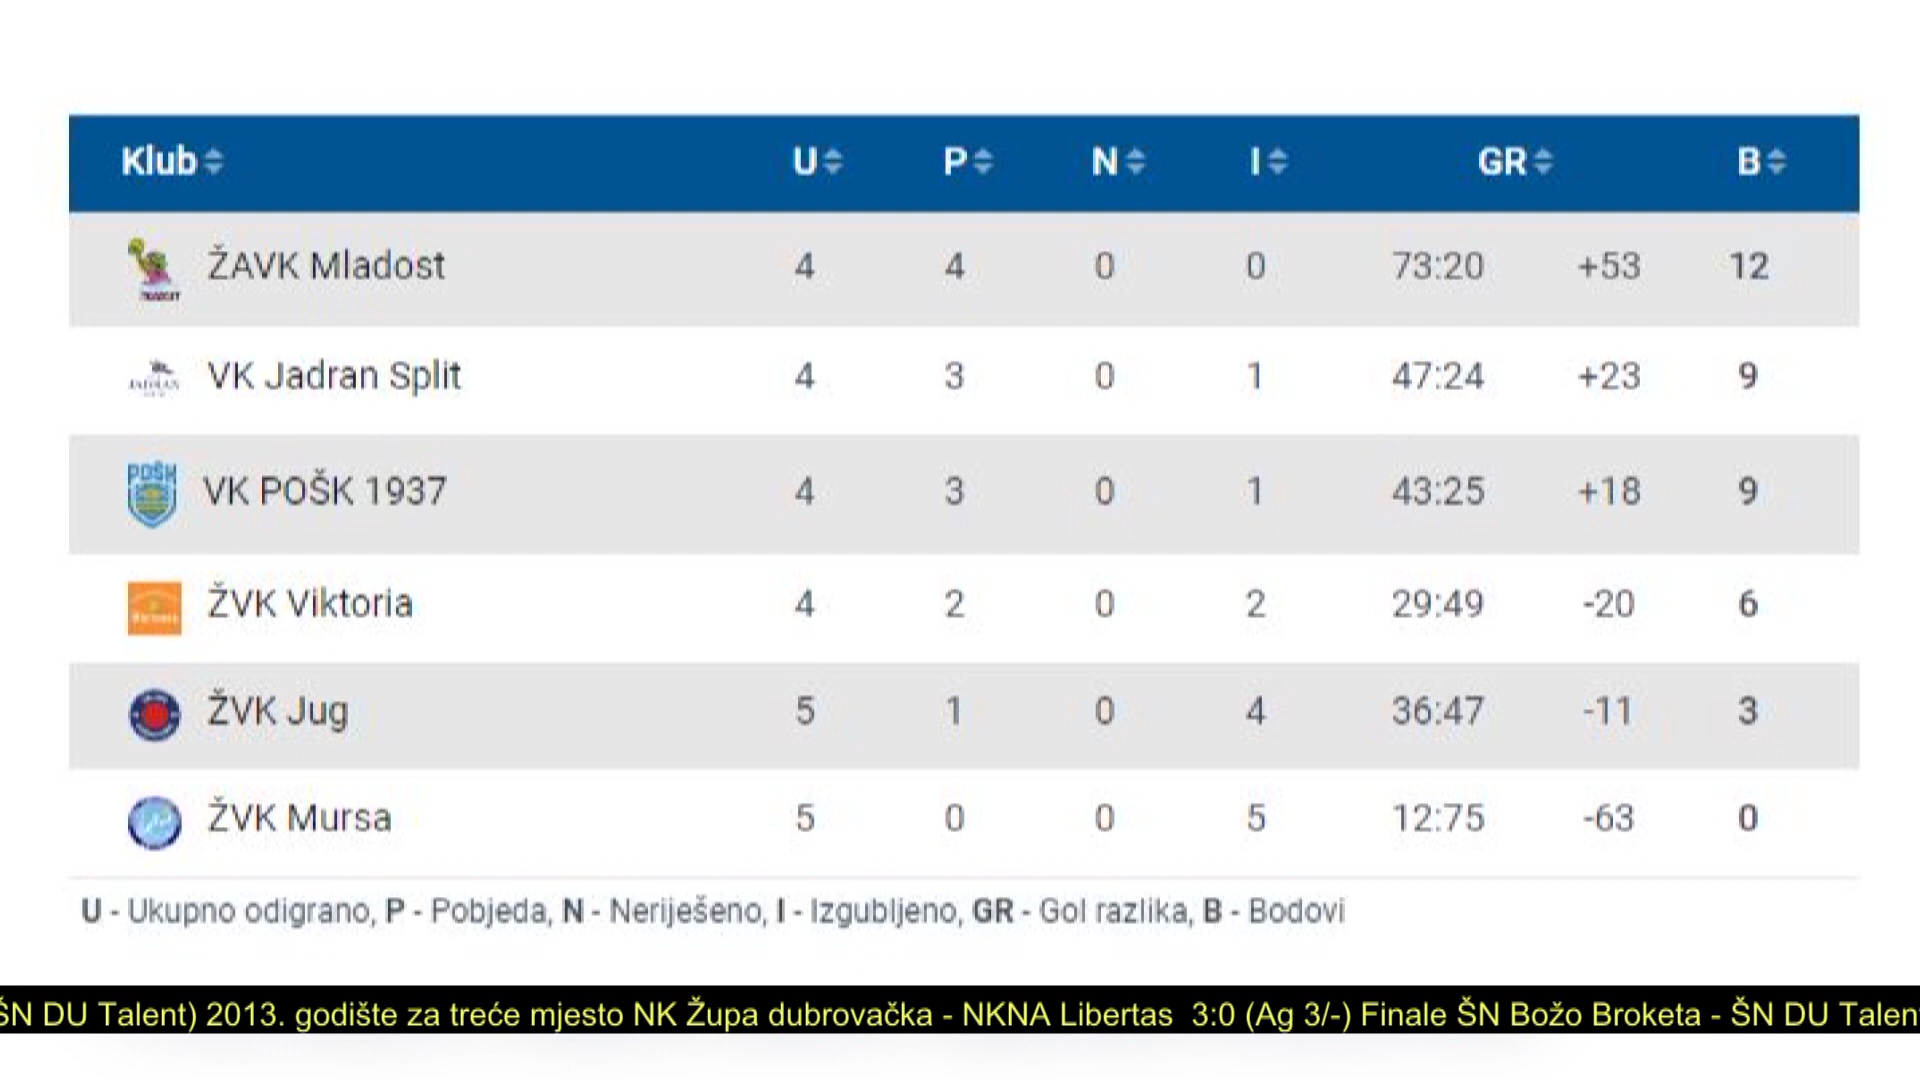 Klub U P N I GR B
ŽAVK Mladost 4 4 0 0 73:20 +53 12
VK Jadran Split 4 3 0 1 47:24 +23 9
POŠK VK POŠK 1937 4 3 0 1 43:25 +18 9
ŽVK Viktoria 4 2 0 2 29:49 -20 6
ŽVK Jug 5 1 0 4 36:47 -11 3
ŽVK Mursa 5 0 0 5 12:75 -63 0
U - Ukupno odigrano, P - Pobjeda, N - Neriješeno, I - Izgubljeno, GR - Gol razlika, B - Bodovi
ŠN DU Talent) 2013. godište za treće mjesto NK Župa dubrovačka - NKNA Libertas 3:0 (Ag 3/-) Finale ŠN Božo Broketa - ŠN DU Talen